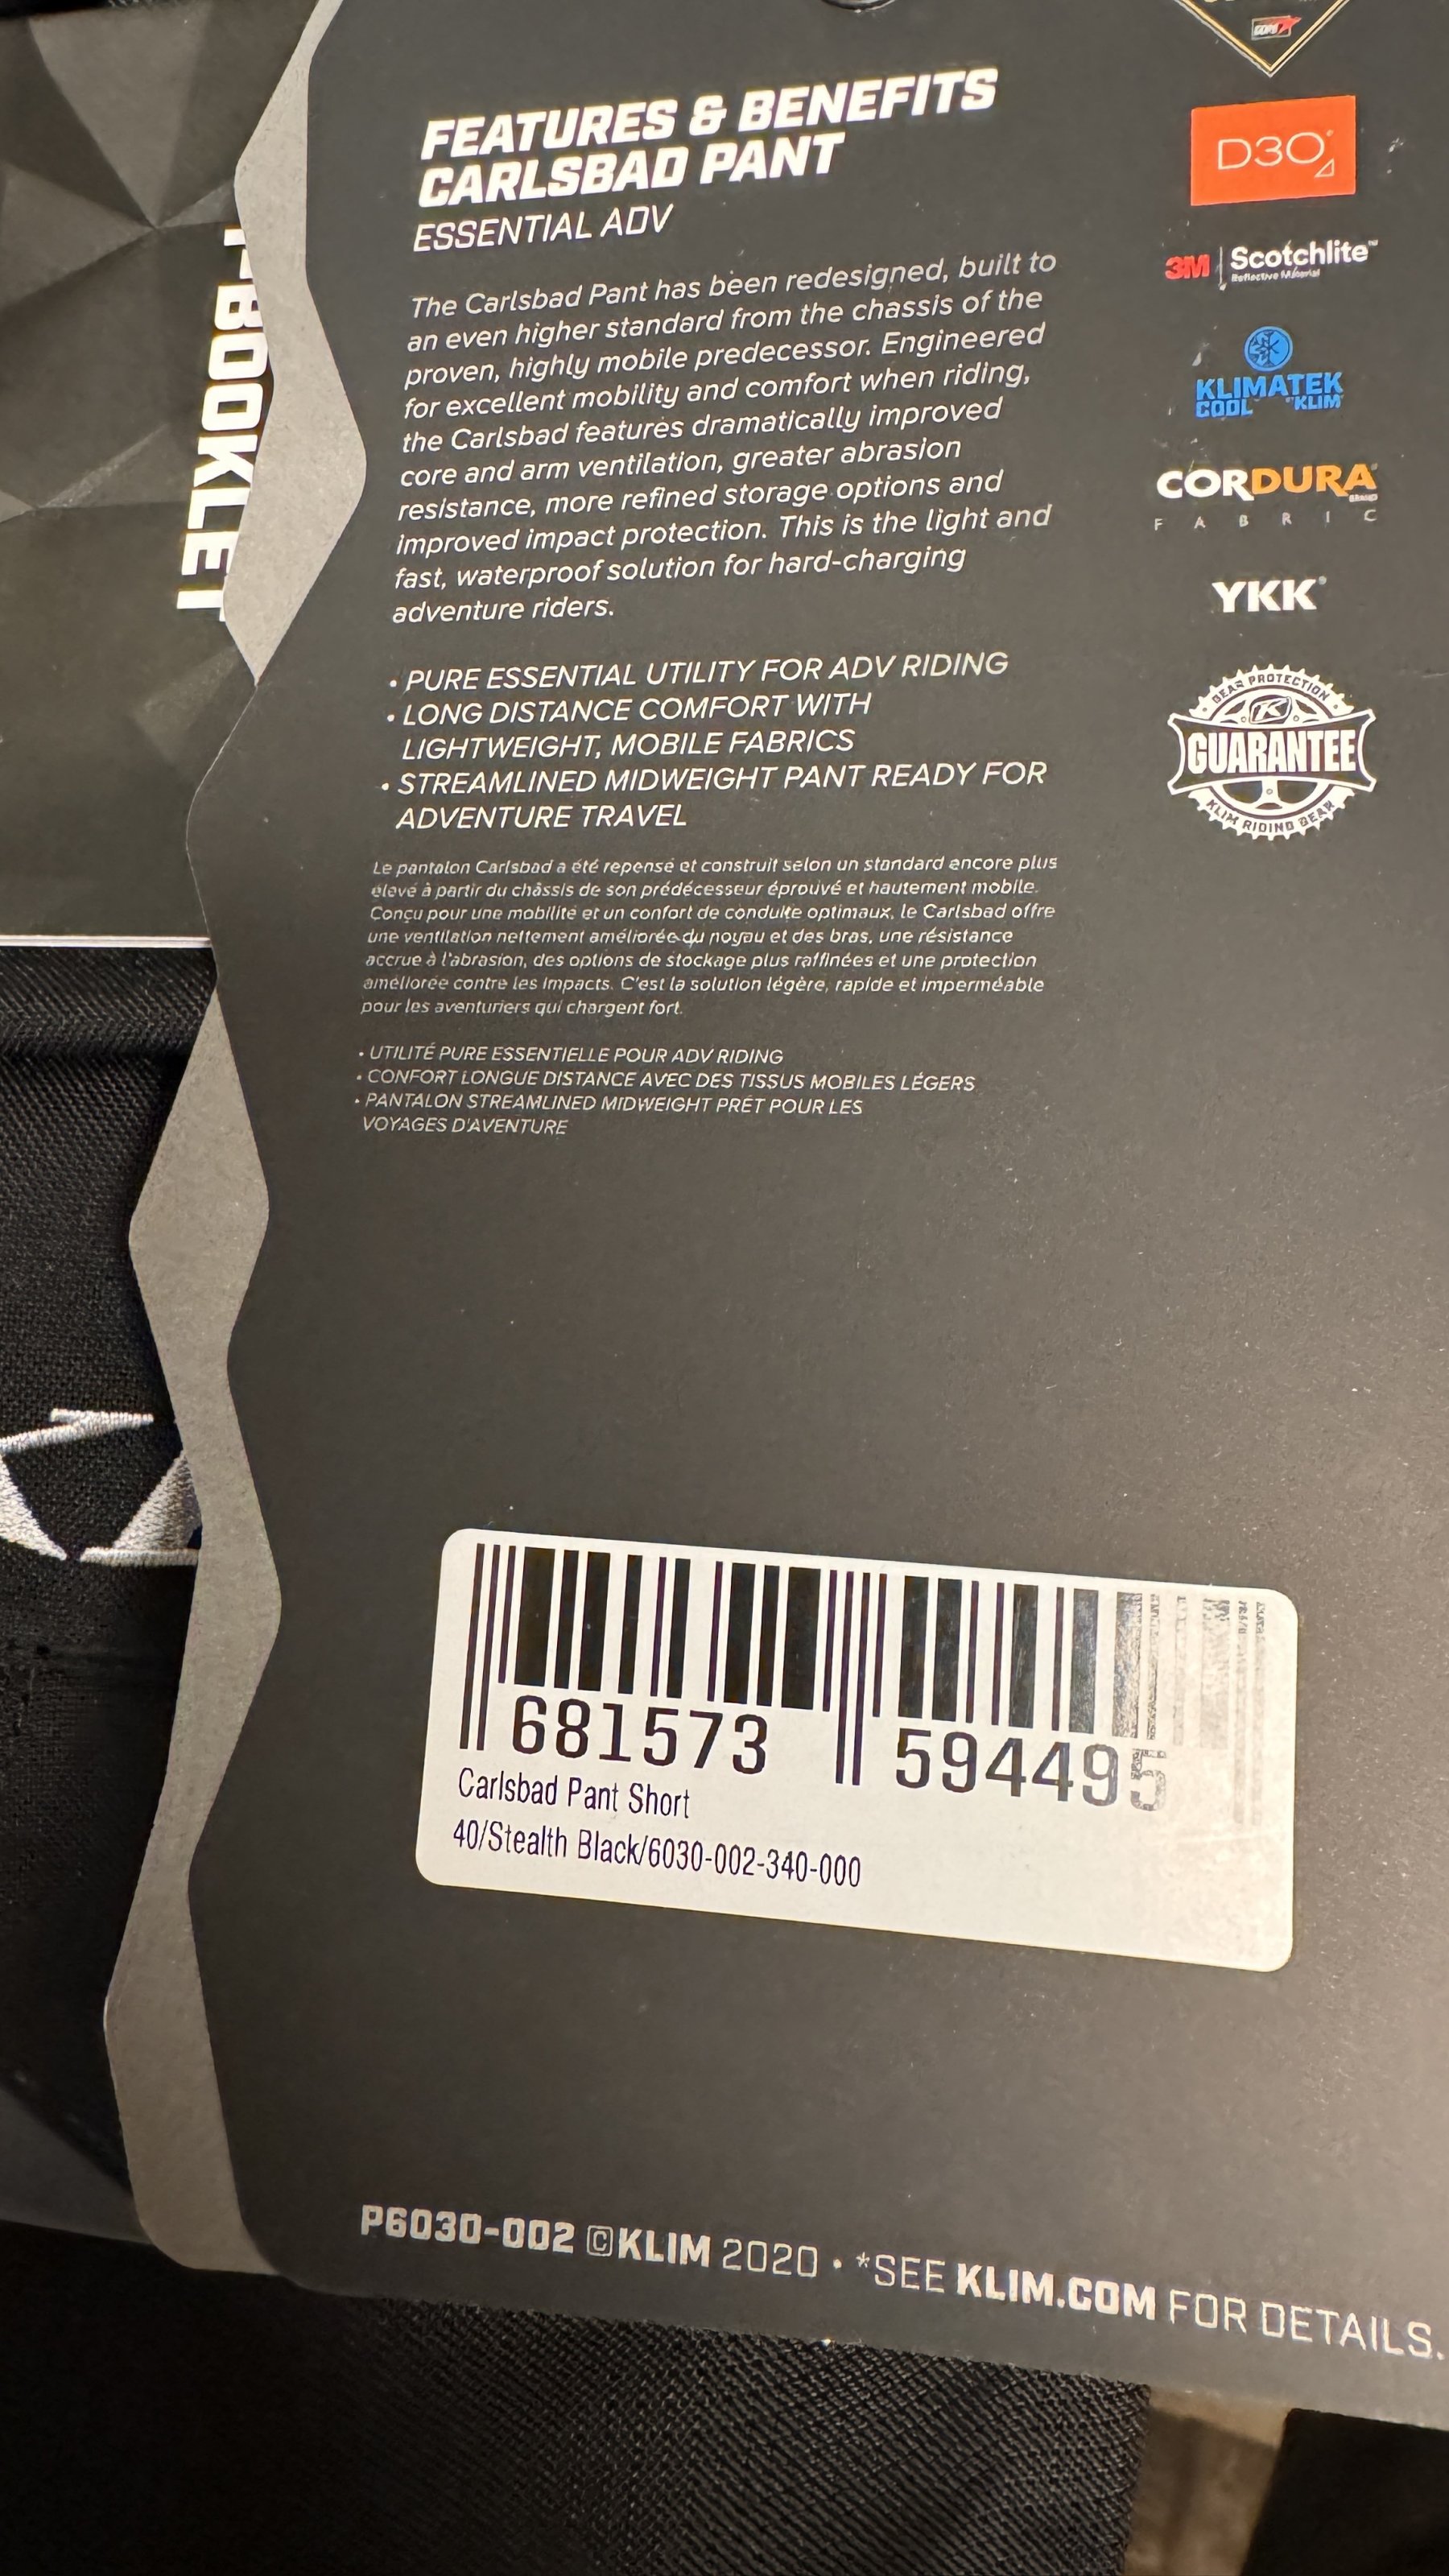 FEATURES & BENEFITS
CARLSBAD PANT
ESSENTIAL ADV
The Carlsbad Pant has been redesigned, built to
an even higher standard from the chassis of the
proven, highly mobile predecessor. Engineered
for excellent mobility and comfort when riding,
the Carlsbad features dramatically improved
core and arm ventilation, greater abrasion
resistance, more refined storage options and
improved impact protection. This is the light and
fast, waterproof solution for hard-charging
adventure riders.
• PURE ESSENTIAL UTILITY FOR ADV RIDING
• LONG DISTANCE COMFORT WITH
LIGHTWEIGHT, MOBILE FABRICS
• STREAMLINED MIDWEIGHT PANT READY FOR
ADVENTURE TRAVEL
Le pantalon Carlsbad a été repensé et construit selon un standard encore plus
élevé à partir du châssis de son prédécesseur éprouvé et hautement mobile.
Conçu pour une mobilité et un confort de conduite optimaux, le Carlsbad offre
une ventilation nettement améliorée du noyau et des bras, une résistance
accrue à l'abrasion, des options de stockage plus raffinées et une protection
améliorée contre les impacts. C'est la solution légère, rapide et imperméable
pour les aventuriers qui chargent fort.
• UTILITÉ PURE ESSENTIELLE POUR ADV RIDING
• CONFORT LONGUE DISTANCE AVEC DES TISSUS MOBILES LÉGERS
• PANTALON STREAMLINED MIDWEIGHT PRÊT POUR LES
VOYAGES D'AVENTURE
GORE
D3O
3M | Scotchlite™
Reflective Material
KLIMATEK
COOL BY KLIM
CORDURA®
BRAND
FABRIC
YKK®
GEAR PROTECTION
GUARANTEE
KLIM RIDING GEAR
BOOKLET
681573 594495
Carlsbad Pant Short
40/Stealth Black/6030-002-340-000
P6030-002 ©KLIM 2020 • *SEE KLIM.COM FOR DETAILS.